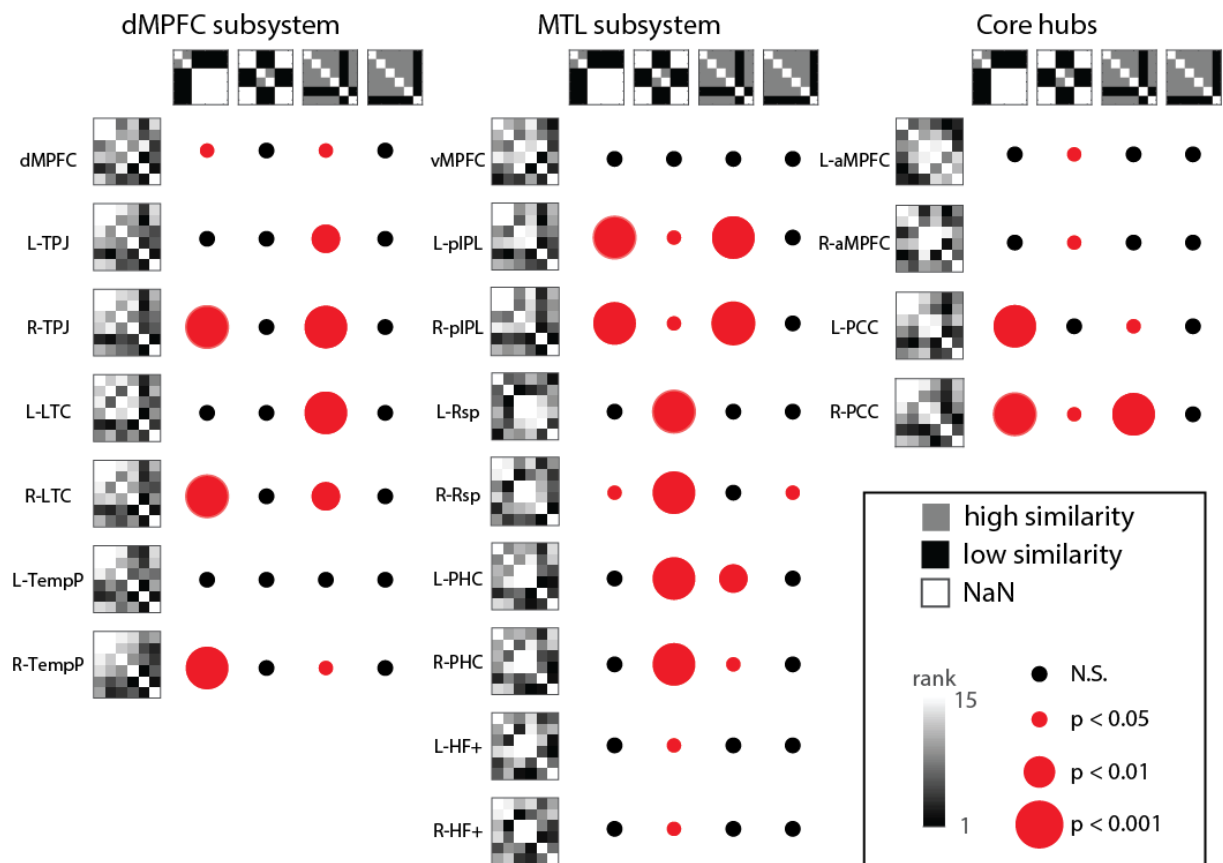 dMPFC subsystem
MTL subsystem
Core hubs
dMPFC
L-TPJ
R-TPJ
L-LTC
R-LTC
L-TempP
R-TempP
vMPFC
L-pIPL
R-pIPL
L-Rsp
R-Rsp
L-PHC
R-PHC
L-HF+
R-HF+
L-aMPFC
R-aMPFC
L-PCC
R-PCC
high similarity
low similarity
NaN
rank
15
1
N.S.
p < 0.05
p < 0.01
p < 0.001